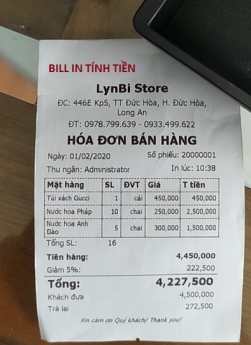 BILL IN TÍNH TIỀN
LynBi Store
ĐC: 446E Kp5, TT Đức Hòa, H. Đức Hòa,
Long An
ĐT: 0978.799.639 - 0933.499.622
HÓA ĐƠN BÁN HÀNG
Ngày: 01/02/2020 Số phiếu: 20000001
Thu ngân: Administrator In lúc: 10:38
Mặt hàng SL ĐVT Giá T tiền
Túi xách Gucci 1 cái 450,000 450,000
Nước hoa Pháp 10 chai 250,000 2,500,000
Nước hoa Anh
Đào 5 chai 300,000 1,500,000
Tổng SL: 16
Tiền hàng: 4,450,000
Giảm 5%: 222,500
Tổng: 4,227,500
Khách đưa 4,500,000
Trả lại 272,500
Xin cảm ơn Quý khách/ Thank you!